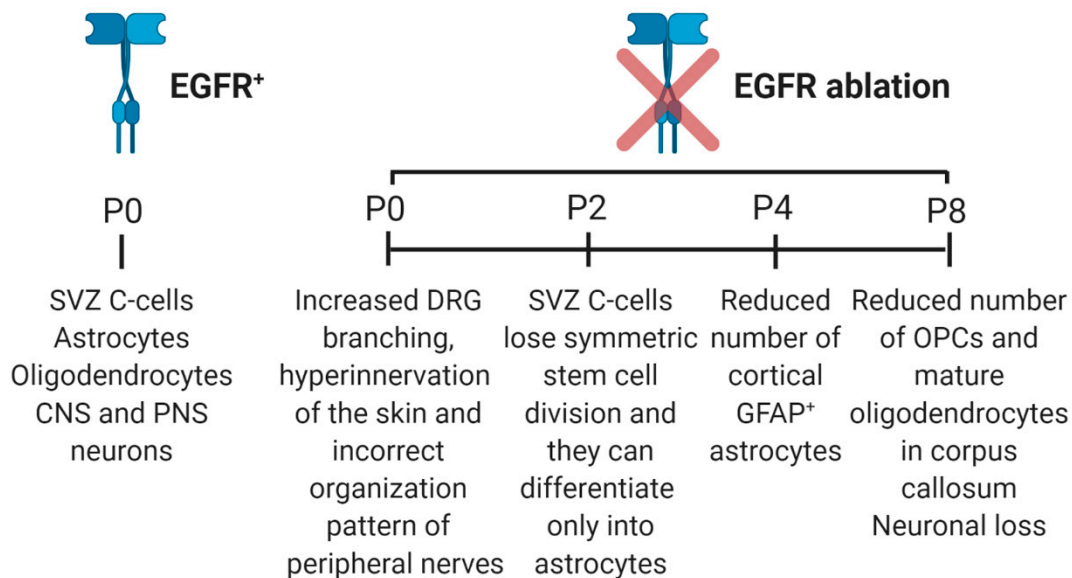 EGFR⁺
EGFR ablation
P0
SVZ C-cells
Astrocytes
Oligodendrocytes
CNS and PNS
neurons
P0
Increased DRG
branching,
hyperinnervation
of the skin and
incorrect
organization
pattern of
peripheral nerves
P2
SVZ C-cells
lose symmetric
stem cell
division and
they can
differentiate
only into
astrocytes
P4
Reduced
number of
cortical
GFAP⁺
astrocytes
P8
Reduced number
of OPCs and
mature
oligodendrocytes
in corpus
callosum
Neuronal loss